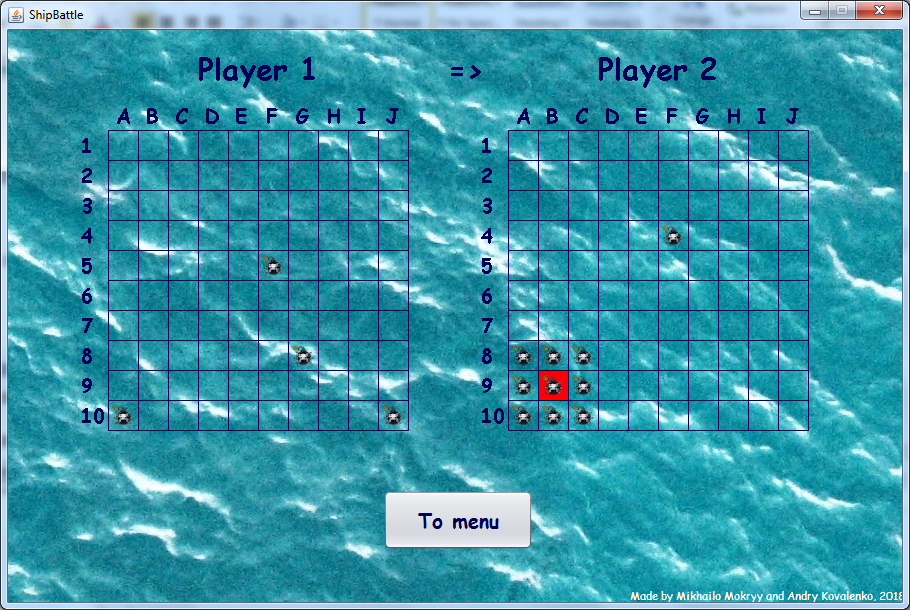 ShipBattle
Player 1 => Player 2
A B C D E F G H I J A B C D E F G H I J
1 1
2 2
3 3
4 4
5 5
6 6
7 7
8 8
9 9
10 10
To menu
Made by Mikhailo Mokryy and Andry Kovalenko, 2018